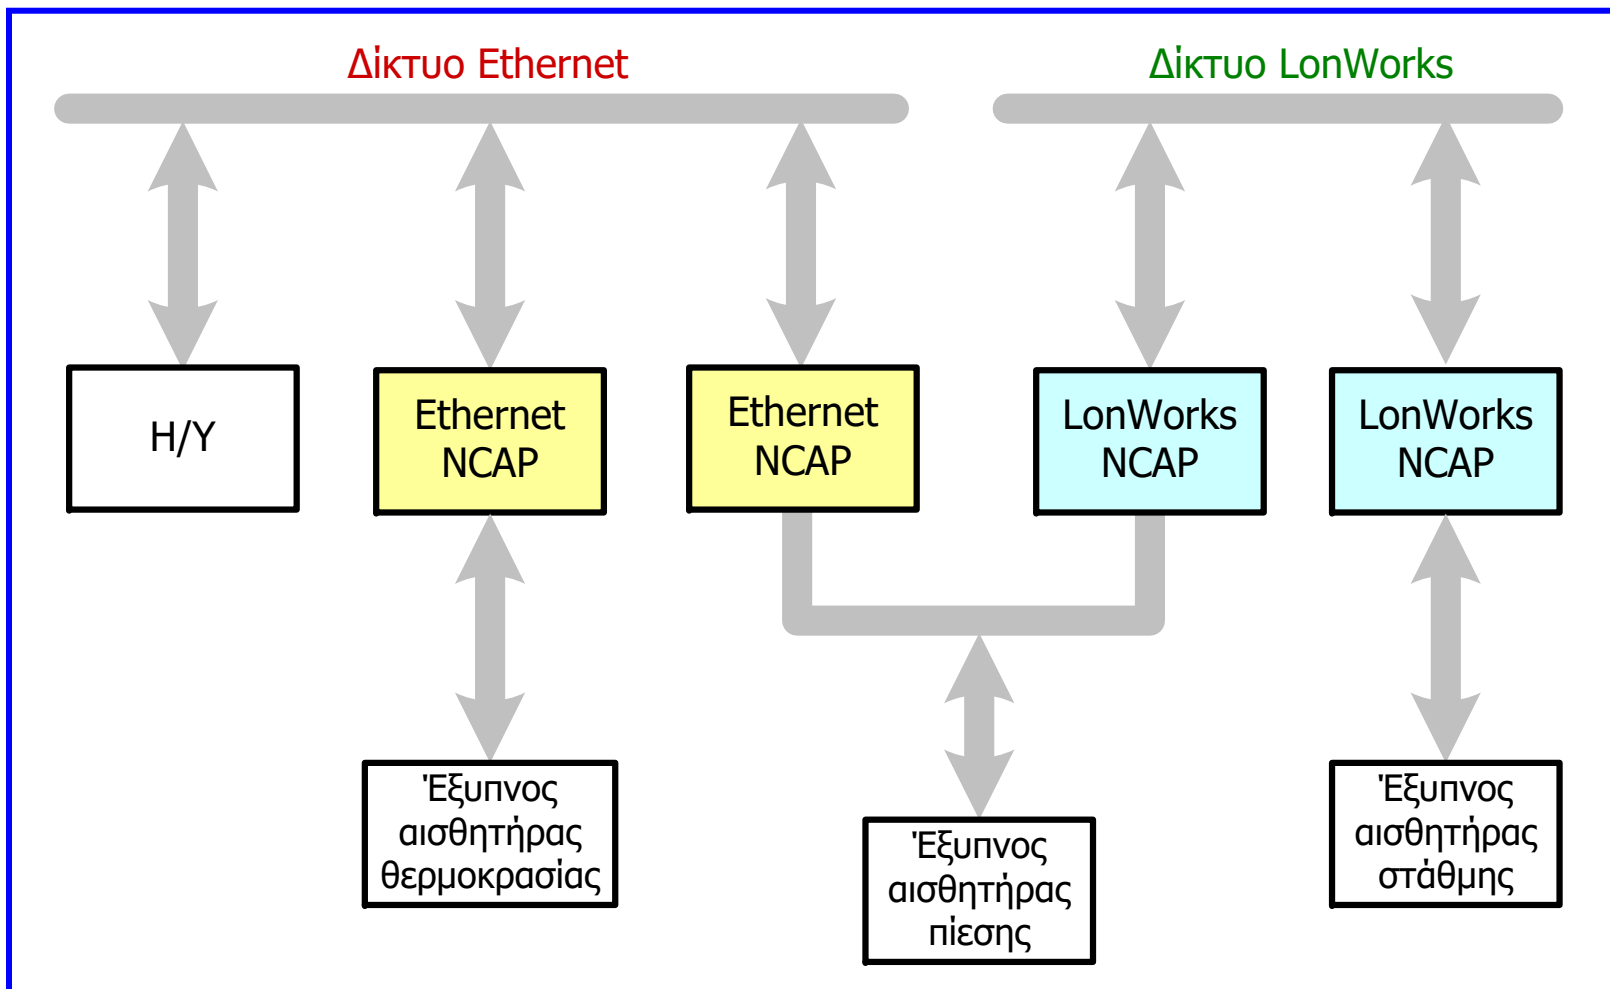 Δίκτυο Ethernet
Δίκτυο LonWorks
Η/Υ
Ethernet
NCAP
Ethernet
NCAP
LonWorks
NCAP
LonWorks
NCAP
Έξυπνος
αισθητήρας
θερμοκρασίας
Έξυπνος
αισθητήρας
πίεσης
Έξυπνος
αισθητήρας
στάθμης